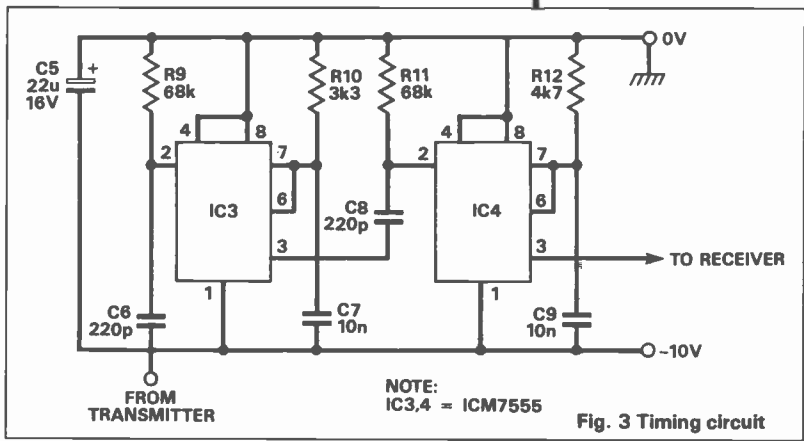 0V
C5
22u
16V
+
R9
68k
R10
3k3
R11
68k
R12
4k7
4
8
2
7
6
IC3
3
1
C8
220p
4
8
2
7
6
IC4
3
TO RECEIVER
1
C6
220p
C7
10n
C9
10n
-10V
FROM
TRANSMITTER
NOTE:
IC3,4 = ICM7555
Fig. 3 Timing circuit